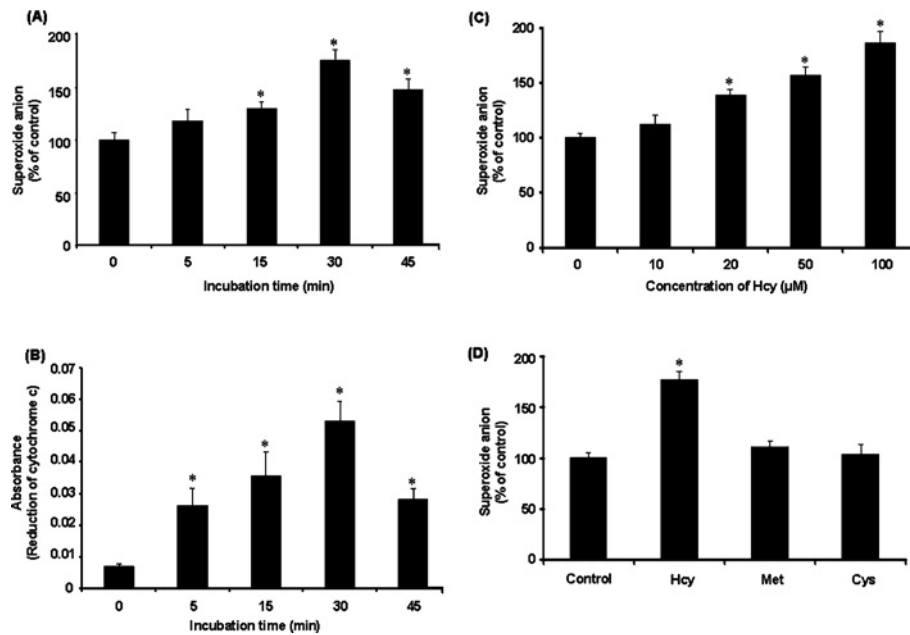 (A)
Superoxide anion
(% of control)
200
150
100
50
0
*
*
*
0 5 15 30 45
Incubation time (min)
(C)
Superoxide anion
(% of control)
200
150
100
50
0
*
*
*
0 10 20 50 100
Concentration of Hcy (µM)
(B)
Absorbance
(Reduction of cytochrome c)
0.07
0.06
0.05
0.04
0.03
0.02
0.01
0
*
*
*
*
0 5 15 30 45
Incubation time (min)
(D)
Superoxide anion
(% of control)
200
150
100
50
0
*
Control Hcy Met Cys